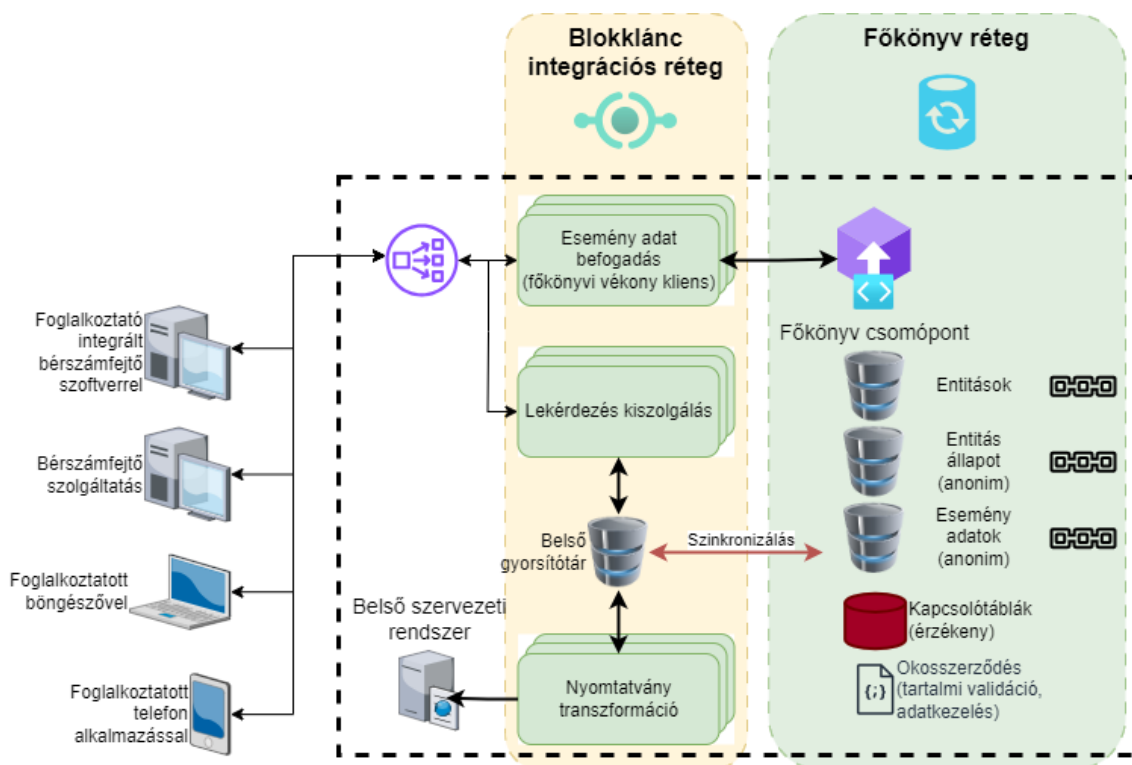 Blokklánc
integrációs réteg
Főkönyv réteg
Esemény adat
befogadás
(főkönyvi vékony kliens)
Főkönyv csomópont
Foglalkoztató
integrált
bérszámfejtő
szoftverrel
Lekérdezés kiszolgálás
Entitások
Bérszámfejtő
szolgáltatás
Entitás
állapot
(anonim)
Belső
gyorsítótár
Szinkronizálás
Esemény
adatok
(anonim)
Foglalkoztatott
böngészővel
Belső szervezeti
rendszer
Kapcsolótáblák
(érzékeny)
Foglalkoztatott
telefon
alkalmazással
Nyomtatvány
transzformáció
{;}
Okosszerződés
(tartalmi validáció,
adatkezelés)